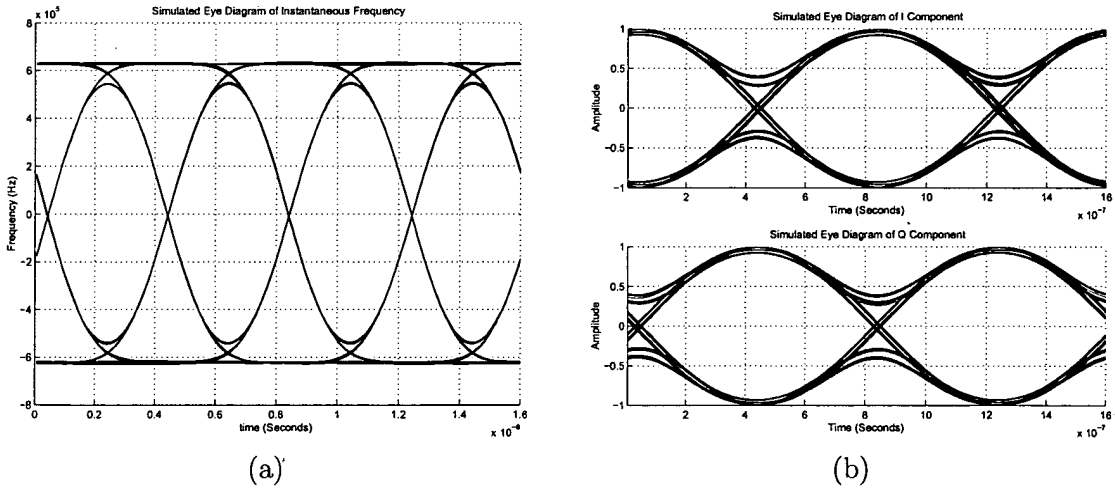 Simulated Eye Diagram of Instantaneous Frequency
x 10⁵
8
6
4
2
0
-2
-4
-6
-8
Frequency (Hz)
0 0.2 0.4 0.6 0.8 1 1.2 1.4 1.6
time (Seconds)
x 10⁻⁶
(a)
Simulated Eye Diagram of I Component
1
0.5
0
-0.5
-1
Amplitude
2 4 6 8 10 12 14 16
Time (Seconds)
x 10⁻⁷
Simulated Eye Diagram of Q Component
1
0.5
0
-0.5
-1
Amplitude
2 4 6 8 10 12 14 16
Time (Seconds)
x 10⁻⁷
(b)